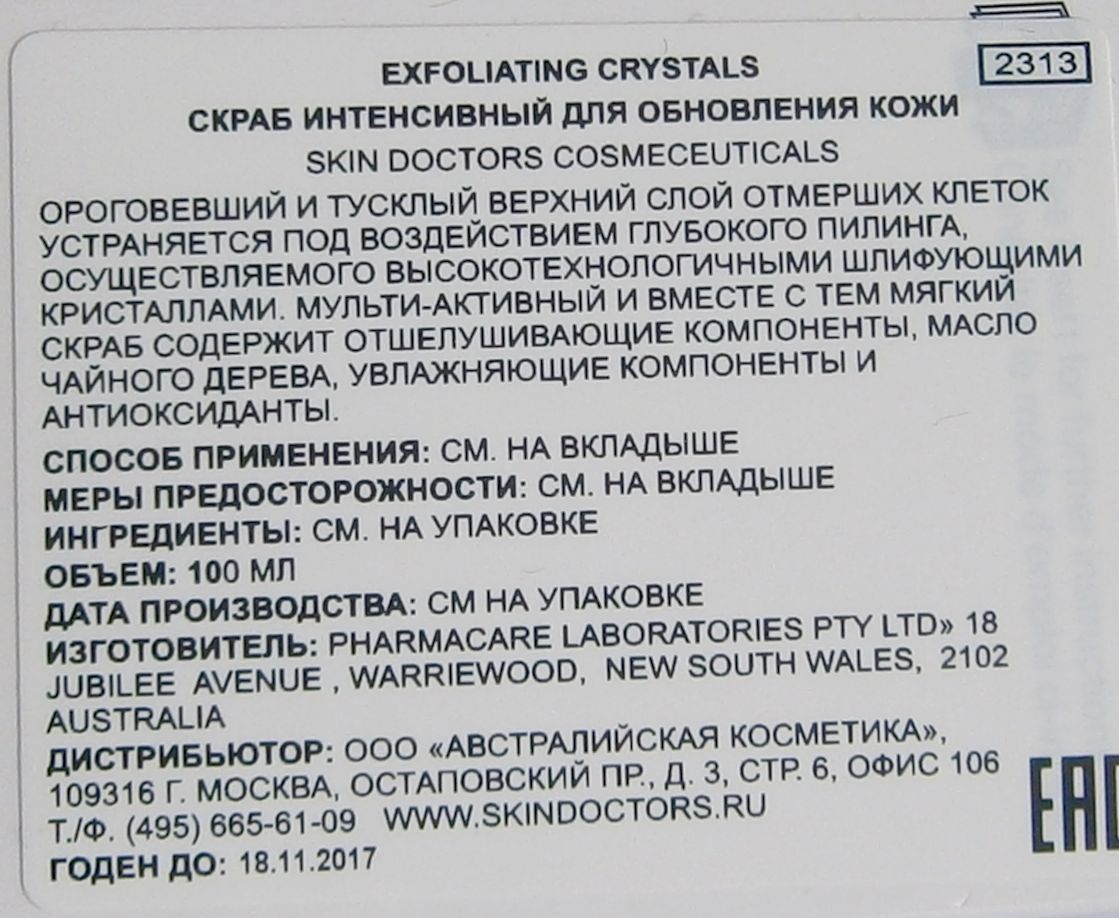 EXFOLIATING CRYSTALS
2313
СКРАБ ИНТЕНСИВНЫЙ ДЛЯ ОБНОВЛЕНИЯ КОЖИ
SKIN DOCTORS COSMECEUTICALS
ОРОГОВЕВШИЙ И ТУСКЛЫЙ ВЕРХНИЙ СЛОЙ ОТМЕРШИХ КЛЕТОК
УСТРАНЯЕТСЯ ПОД ВОЗДЕЙСТВИЕМ ГЛУБОКОГО ПИЛИНГА,
ОСУЩЕСТВЛЯЕМОГО ВЫСОКОТЕХНОЛОГИЧНЫМИ ШЛИФУЮЩИМИ
КРИСТАЛЛАМИ. МУЛЬТИ-АКТИВНЫЙ И ВМЕСТЕ С ТЕМ МЯГКИЙ
СКРАБ СОДЕРЖИТ ОТШЕЛУШИВАЮЩИЕ КОМПОНЕНТЫ, МАСЛО
ЧАЙНОГО ДЕРЕВА, УВЛАЖНЯЮЩИЕ КОМПОНЕНТЫ И
АНТИОКСИДАНТЫ.
СПОСОБ ПРИМЕНЕНИЯ: СМ. НА ВКЛАДЫШЕ
МЕРЫ ПРЕДОСТОРОЖНОСТИ: СМ. НА ВКЛАДЫШЕ
ИНГРЕДИЕНТЫ: СМ. НА УПАКОВКЕ
ОБЪЕМ: 100 МЛ
ДАТА ПРОИЗВОДСТВА: СМ НА УПАКОВКЕ
ИЗГОТОВИТЕЛЬ: PHARMACARE LABORATORIES PTY LTD» 18
JUBILEE AVENUE , WARRIEWOOD, NEW SOUTH WALES, 2102
AUSTRALIA
ДИСТРИБЬЮТОР: ООО «АВСТРАЛИЙСКАЯ КОСМЕТИКА»,
109316 Г. МОСКВА, ОСТАПОВСКИЙ ПР., Д. 3, СТР. 6, ОФИС 106
Т./Ф. (495) 665-61-09 WWW.SKINDOCTORS.RU
ГОДЕН ДО: 18.11.2017
EAC